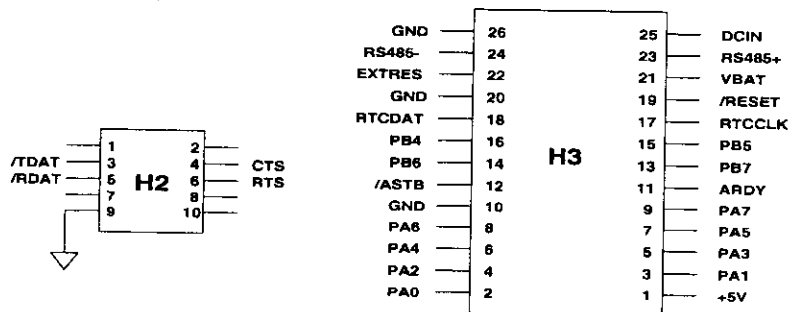 GND 26 25 DCIN
RS485- 24 23 RS485+
EXTRES 22 21 VBAT
GND 20 19 /RESET
RTCDAT 18 17 RTCCLK
PB4 16 15 PB5
PB6 14 H3 13 PB7
/ASTB 12 11 ARDY
GND 10 9 PA7
PA6 8 7 PA5
PA4 6 5 PA3
PA2 4 3 PA1
PA0 2 1 +5V
1 2
/TDAT 3 4 CTS
/RDAT 5 H2 6 RTS
7 8
9 10